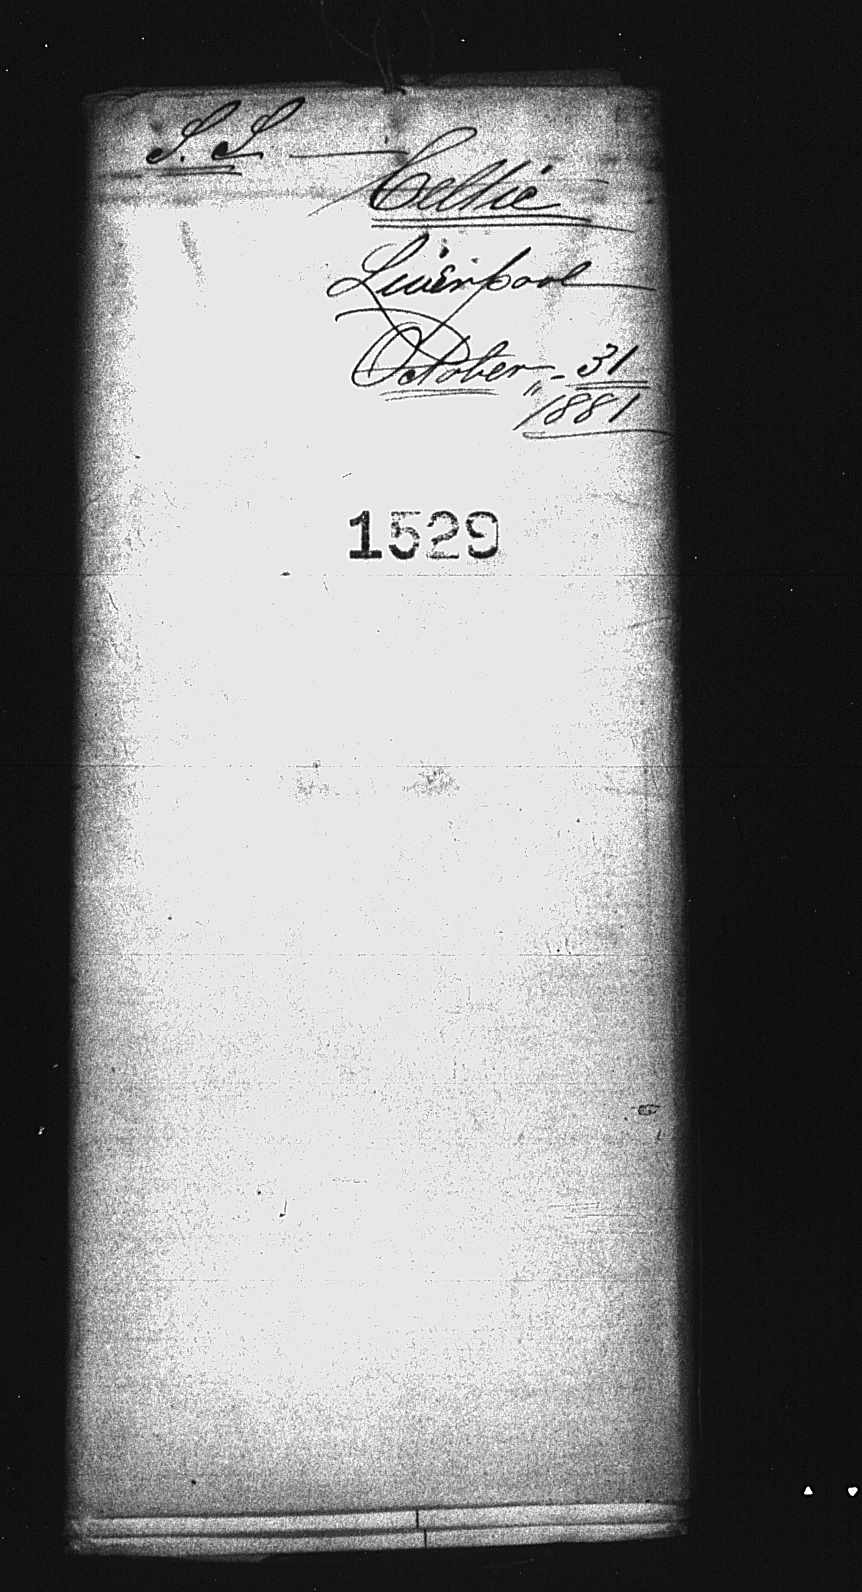 S. S. — Celtic
Liverpool
October „ - 31
1881
1529